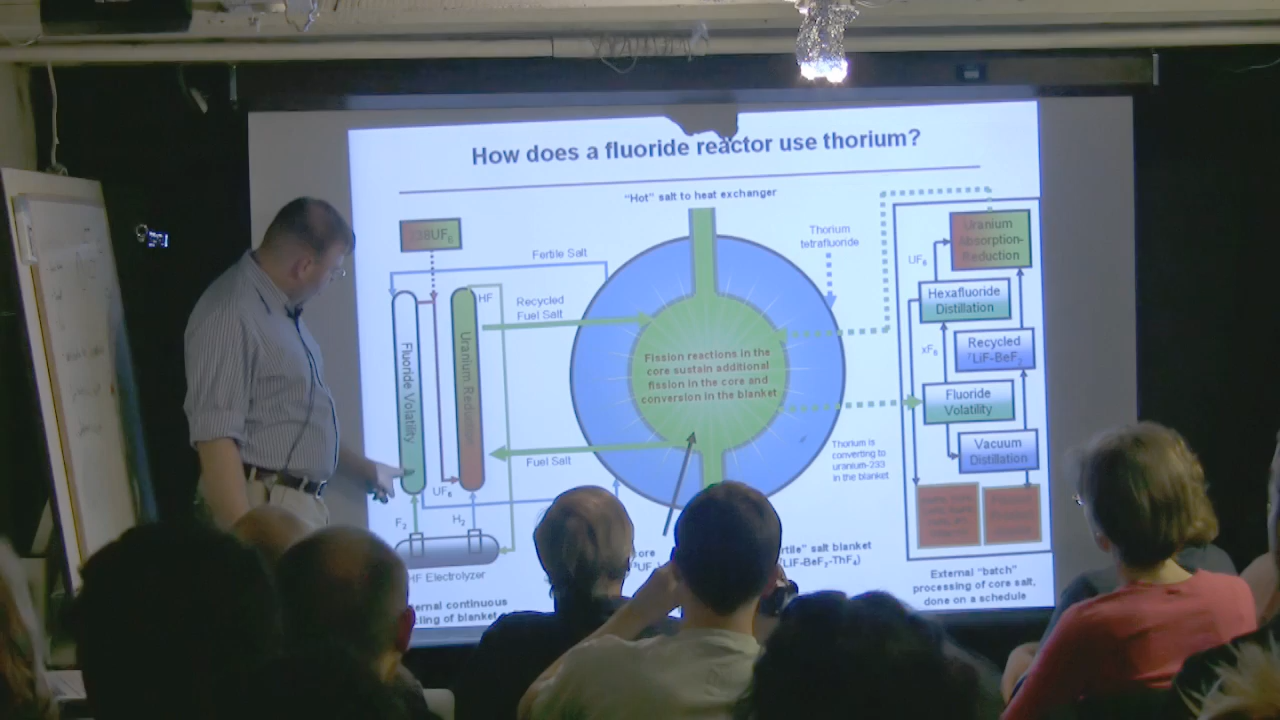 How does a fluoride reactor use thorium?
"Hot" salt to heat exchanger
38UF6
Fertile Salt
Thorium
tetrafluoride
Uranium
Absorption-
Reduction
UF6
HF
Recycled
Fuel Salt
Hexafluoride
Distillation
Fluoride Volatility
Uranium
Fission reactions in the
core sustain additional
fission in the core and
conversion in the blanket
xF6
Recycled
7LiF-BeF2
Fluoride
Volatility
Fuel Salt
Thorium is
converting to
uranium-233
in the blanket
Vacuum
Distillation
UF6
F2
H2
HF Electrolyzer
ore
UF
rtile" salt blanket
LiF-BeF2-ThF4)
ernal continuous
ling of blanket
External "batch"
processing of core salt,
done on a schedule